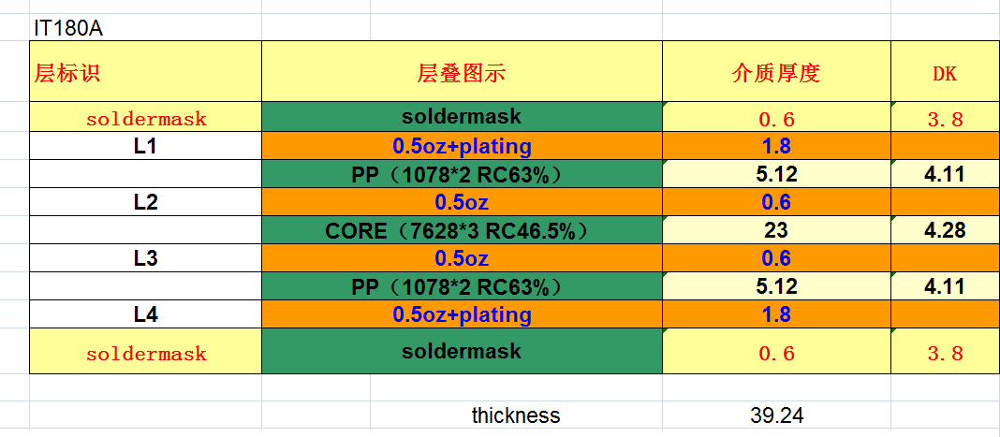 IT180A
层标识 层叠图示 介质厚度 DK
soldermask soldermask 0.6 3.8
L1 0.5oz+plating 1.8
PP（1078*2 RC63%） 5.12 4.11
L2 0.5oz 0.6
CORE（7628*3 RC46.5%） 23 4.28
L3 0.5oz 0.6
PP（1078*2 RC63%） 5.12 4.11
L4 0.5oz+plating 1.8
soldermask soldermask 0.6 3.8
thickness 39.24